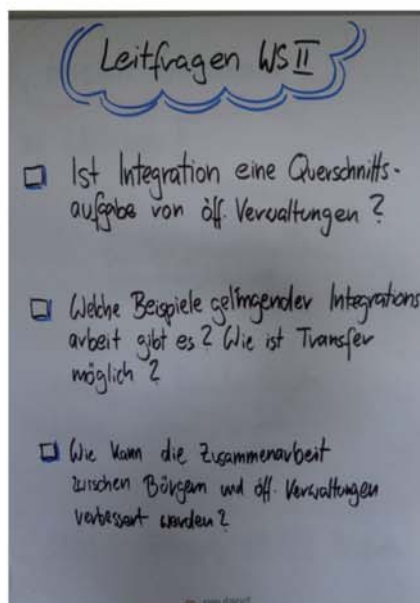 Leitfragen WS II
Ist Integration eine Querschnitts-
aufgabe von öff. Verwaltungen?
Welche Beispiele gelingender Integrations
arbeit gibt es? Wie ist Transfer
möglich?
Wie kann die Zusammenarbeit
zwischen Bürgern und öff. Verwaltungen
verbessert werden?